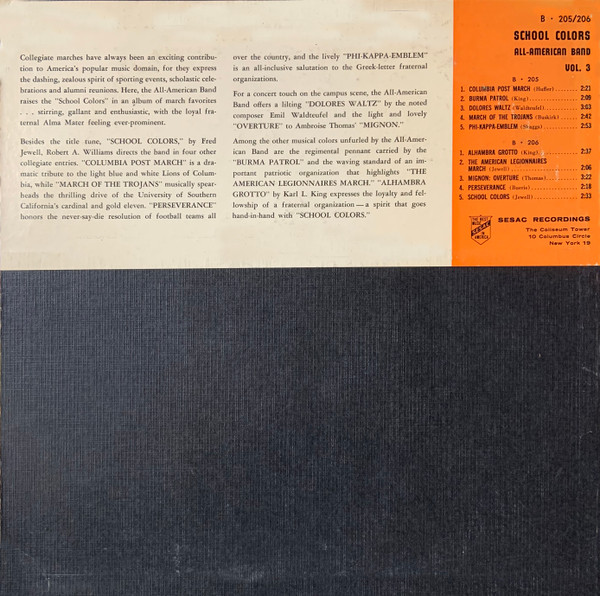 Collegiate marches have always been an exciting contribu-
tion to America's popular music domain, for they express
the dashing, zealous spirit of sporting events, scholastic cele-
brations and alumni reunions. Here, the All-American Band
raises the "School Colors" in an album of march favorites
. . . stirring, gallant and enthusiastic, with the loyal fra-
ternal Alma Mater feeling ever-prominent.
Besides the title tune, "SCHOOL COLORS," by Fred
Jewell, Robert A. Williams directs the band in four other
collegiate entries. "COLUMBIA POST MARCH" is a dra-
matic tribute to the light blue and white Lions of Colum-
bia, while "MARCH OF THE TROJANS" musically spear-
heads the thrilling drive of the University of Southern
California's cardinal and gold eleven. "PERSEVERANCE"
honors the never-say-die resolution of football teams all
over the country, and the lively "PHI-KAPPA-EMBLEM"
is an all-inclusive salutation to the Greek-letter fraternal
organizations.
For a concert touch on the campus scene, the All-American
Band offers a lilting "DOLORES WALTZ" by the noted
composer Emil Waldteufel and the light and lovely
"OVERTURE" to Ambroise Thomas' "MIGNON."
Among the other musical colors unfurled by the All-Amer-
ican Band are the regimental pennant carried by the
"BURMA PATROL" and the waving standard of an im-
portant patriotic organization that highlights "THE
AMERICAN LEGIONNAIRES MARCH." "ALHAMBRA
GROTTO" by Karl L. King expresses the loyalty and fel-
lowship of a fraternal organization — a spirit that goes
hand-in-hand with "SCHOOL COLORS."
B · 205/206
SCHOOL COLORS
ALL-AMERICAN BAND
VOL. 3
B · 205
1. COLUMBIA POST MARCH (Huffer) ........ 2:21
2. BURMA PATROL (King) ........ 2:09
3. DOLORES WALTZ (Waldteufel) ........ 3:03
4. MARCH OF THE TROJANS (Buskirk) ........ 2:42
5. PHI-KAPPA-EMBLEM (Skaggs) ........ 2:53
B · 206
1. ALHAMBRA GROTTO (King) ........ 2:37
2. THE AMERICAN LEGIONNAIRES
MARCH (Jewell) ........ 2:06
3. MIGNON: OVERTURE (Thomas) ........ 3:22
4. PERSEVERANCE ........ 2:18
5. SCHOOL COLORS (Jewell) ........ 2:33
THE BEST
MUSIC
SESAC
IN
AMERICA
SESAC RECORDINGS
The Coliseum Tower
10 Columbus Circle
New York 19